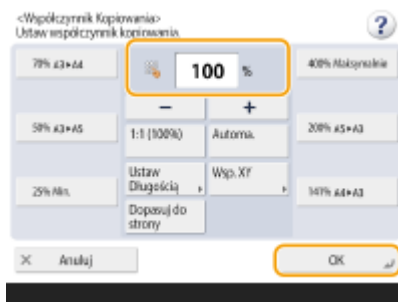 <Współczynnik Kopiowania>
Ustaw współczynnik kopiowania.
?
70% A3▸A4
100 %
400% Maksymalnie
− +
50% A3▸A5
1:1 (100%)
Automa.
200% A5▸A3
25% Min.
Ustaw Długością
Wsp. XY
141% A4▸A3
Dopasuj do
strony
× Anuluj
OK